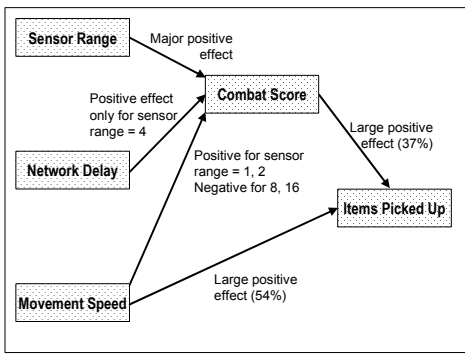 Sensor Range
Major positive
effect
Combat Score
Positive effect
only for sensor
range = 4
Large positive
effect (37%)
Positive for sensor
range = 1, 2
Negative for 8, 16
Network Delay
Items Picked Up
Movement Speed
Large positive
effect (54%)